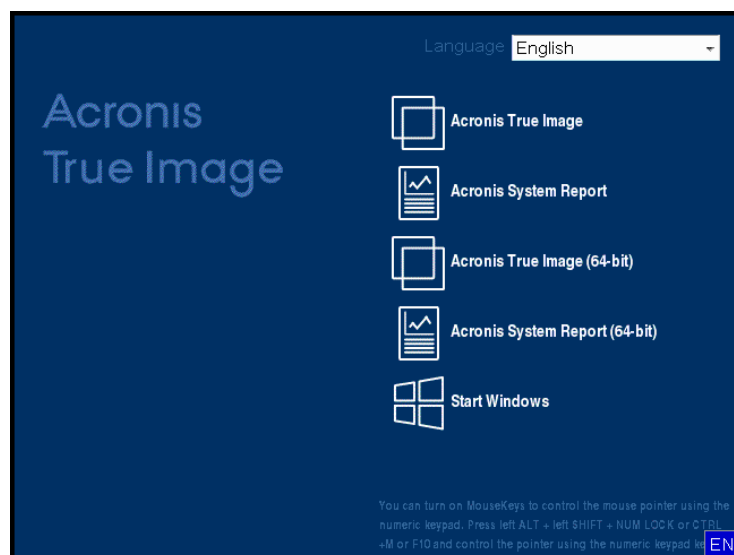 Language English
Acronis
True Image
Acronis True Image
Acronis System Report
Acronis True Image (64-bit)
Acronis System Report (64-bit)
Start Windows
You can turn on MouseKeys to control the mouse pointer using the
numeric keypad. Press left ALT + left SHIFT + NUM LOCK or CTRL
+M or F10 and control the pointer using the numeric keypad
EN